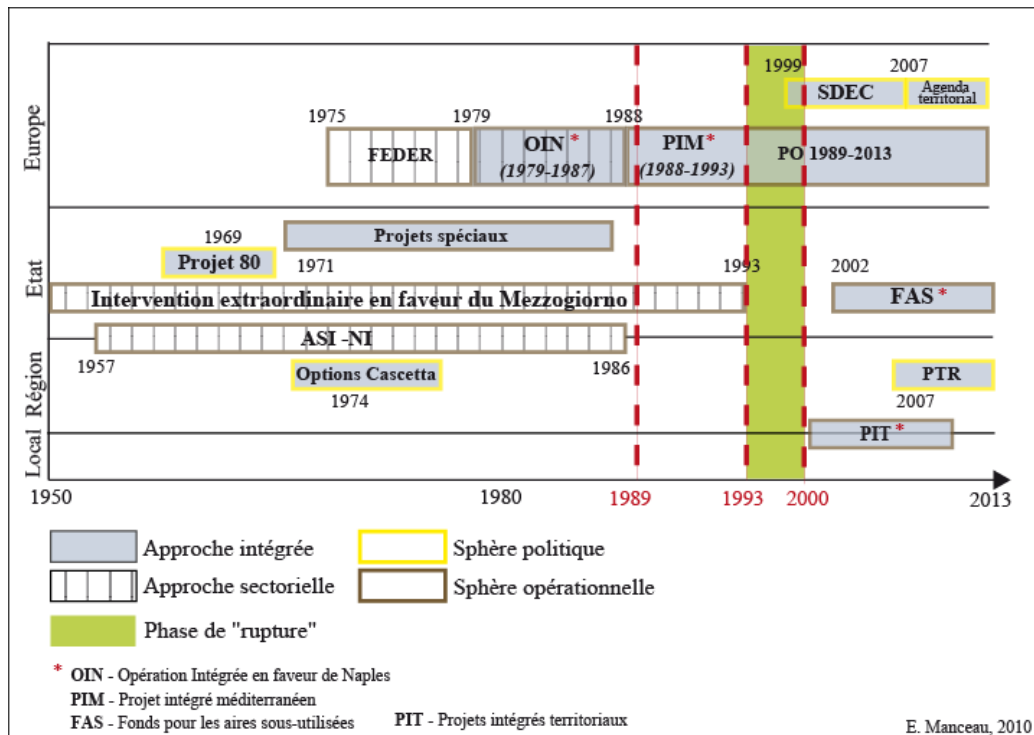 Europe
1999
2007
SDEC
Agenda
territorial
1975
1979
1988
FEDER
OIN *
(1979-1987)
PIM *
(1988-1993)
PO 1989-2013
Etat
1969
Projets spéciaux
Projet 80
1971
1993
2002
Intervention extraordinaire en faveur du Mezzogiorno
FAS *
Région
ASI -NI
1957
1986
Options Cascetta
1974
PTR
2007
Local
PIT *
1950
1980
1989
1993
2000
2013
Approche intégrée
Sphère politique
Approche sectorielle
Sphère opérationnelle
Phase de "rupture"
* OIN - Opération Intégrée en faveur de Naples
PIM - Projet intégré méditerranéen
FAS - Fonds pour les aires sous-utilisées
PIT - Projets intégrés territoriaux
E. Manceau, 2010